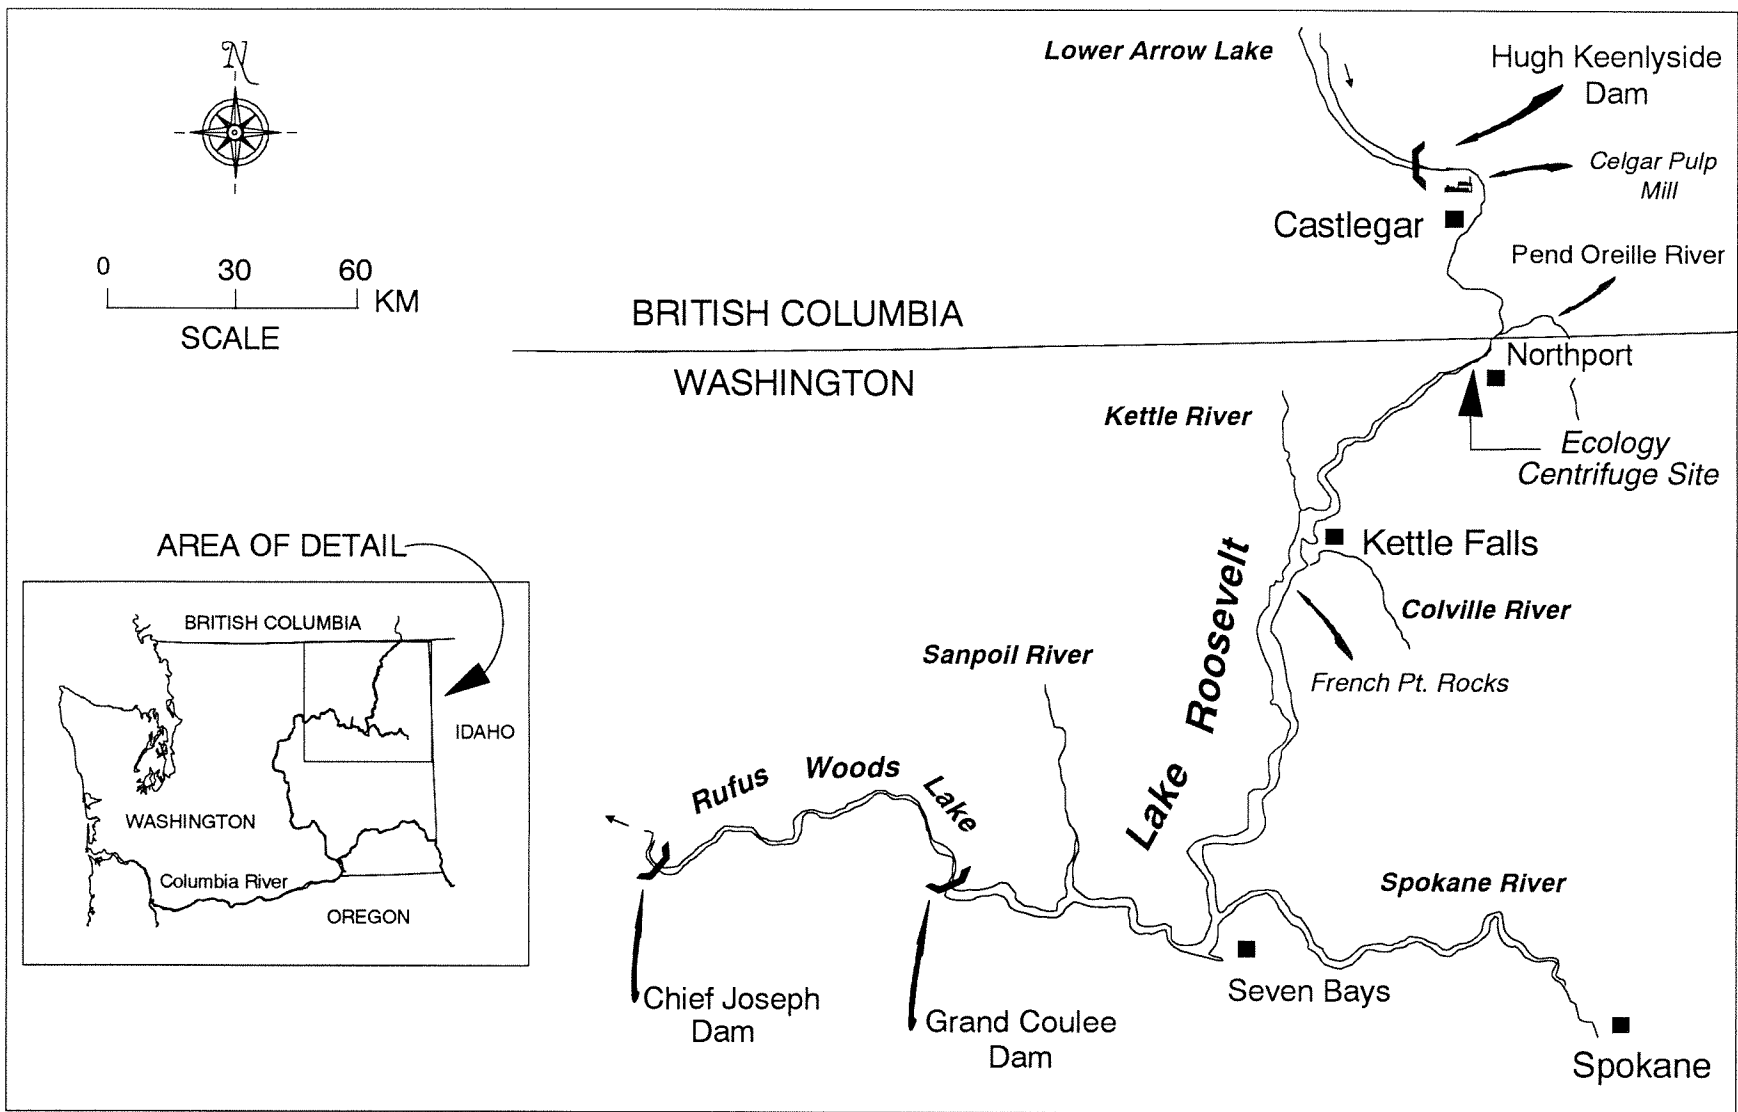 N
Lower Arrow Lake
Hugh Keenlyside
Dam
Celgar Pulp
Mill
Castlegar
Pend Oreille River
0 30 60
KM
SCALE
BRITISH COLUMBIA
WASHINGTON
Northport
Kettle River
Ecology
Centrifuge Site
Kettle Falls
AREA OF DETAIL
Lake Roosevelt
Colville River
BRITISH COLUMBIA
Sanpoil River
French Pt. Rocks
IDAHO
Rufus Woods Lake
WASHINGTON
Columbia River
OREGON
Spokane River
Seven Bays
Chief Joseph
Dam
Grand Coulee
Dam
Spokane